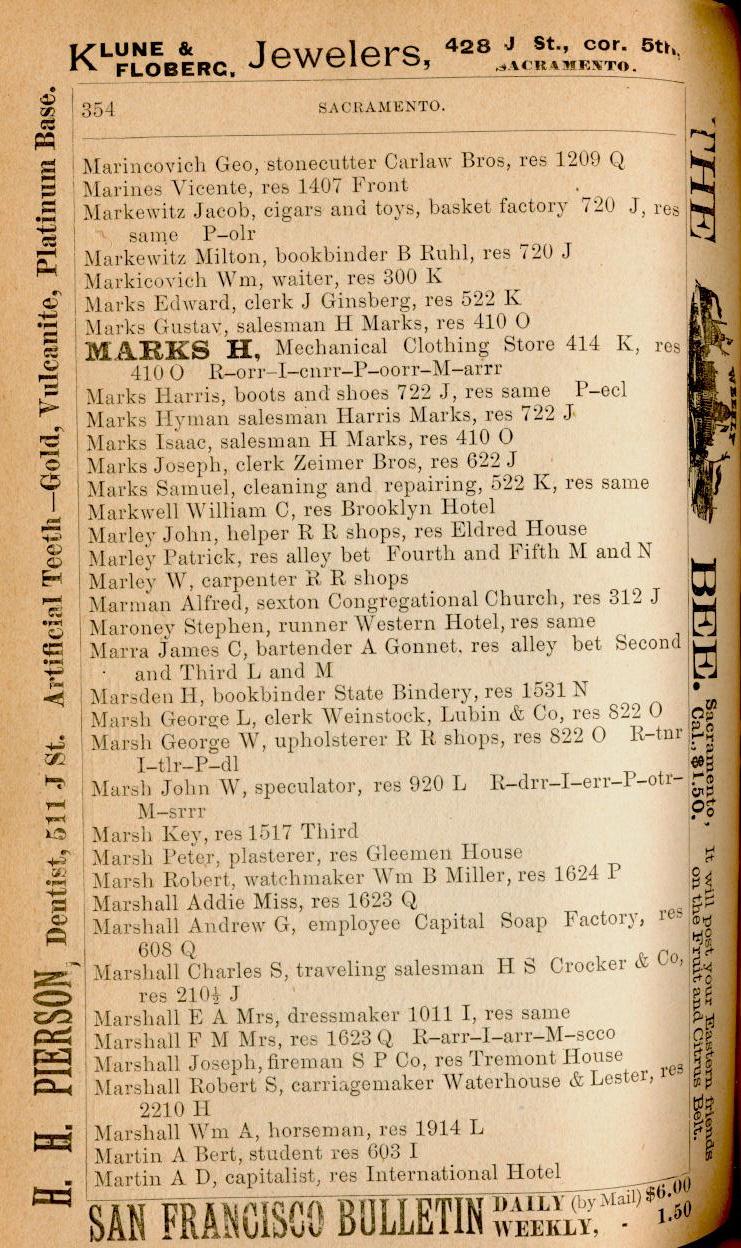 KLUNE & FLOBERG, Jewelers, 428 J St., cor. 5th, SACRAMENTO.
354 SACRAMENTO.
Marincovich Geo, stonecutter Carlaw Bros, res 1209 Q
Marines Vicente, res 1407 Front
Markewitz Jacob, cigars and toys, basket factory 720 J, res
same P-olr
Markewitz Milton, bookbinder B Ruhl, res 720 J
Markicovich Wm, waiter, res 300 K
Marks Edward, clerk J Ginsberg, res 522 K
Marks Gustav, salesman H Marks, res 410 O
MARKS H, Mechanical Clothing Store 414 K, res
410 O R-orr-I-cnrr-P-oorr-M-arrr
Marks Harris, boots and shoes 722 J, res same P-ecl
Marks Hyman salesman Harris Marks, res 722 J
Marks Isaac, salesman H Marks, res 410 O
Marks Joseph, clerk Zeimer Bros, res 622 J
Marks Samuel, cleaning and repairing, 522 K, res same
Markwell William C, res Brooklyn Hotel
Marley John, helper R R shops, res Eldred House
Marley Patrick, res alley bet Fourth and Fifth M and N
Marley W, carpenter R R shops
Marman Alfred, sexton Congregational Church, res 312 J
Maroney Stephen, runner Western Hotel, res same
Marra James C, bartender A Gonnet, res alley bet Second
and Third L and M
Marsden H, bookbinder State Bindery, res 1531 N
Marsh George L, clerk Weinstock, Lubin & Co, res 822 O
Marsh George W, upholsterer R R shops, res 822 O R-tnr
I-tlr-P-dl
Marsh John W, speculator, res 920 L R-drr-I-err-P-otr-
M-srrr
Marsh Key, res 1517 Third
Marsh Peter, plasterer, res Gleemen House
Marsh Robert, watchmaker Wm B Miller, res 1624 P
Marshall Addie Miss, res 1623 Q
Marshall Andrew G, employee Capital Soap Factory, res
608 Q
Marshall Charles S, traveling salesman H S Crocker & Co,
res 210½ J
Marshall E A Mrs, dressmaker 1011 I, res same
Marshall F M Mrs, res 1623 Q R-arr-I-arr-M-scco
Marshall Joseph, fireman S P Co, res Tremont House
Marshall Robert S, carriagemaker Waterhouse & Lester, res
2210 H
Marshall Wm A, horseman, res 1914 L
Martin A Bert, student res 603 I
Martin A D, capitalist, res International Hotel
SAN FRANCISCO BULLETIN DAILY (by Mail) $6.00
WEEKLY, - 1.50
H. H. PIERSON, Dentist, 511 J St. Artificial Teeth—Gold, Vulcanite, Platinum Base.
THE WEEKLY BEE. Sacramento, Cal., $1.50.
It will post your Eastern friends
on the Fruit and Citrus Belt.